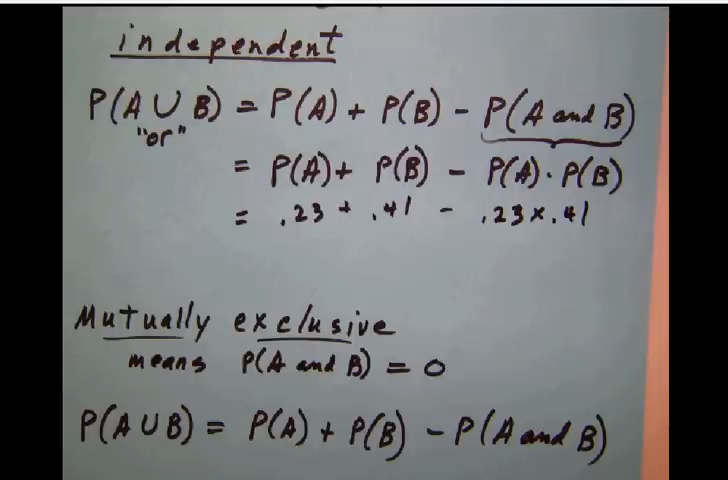 independent
P(A ∪ B) = P(A) + P(B) - P(A and B)
"or"
= P(A) + P(B) - P(A) · P(B)
= .23 + .41 - .23 × .41
Mutually exclusive
means P(A and B) = 0
P(A ∪ B) = P(A) + P(B) - P(A and B)